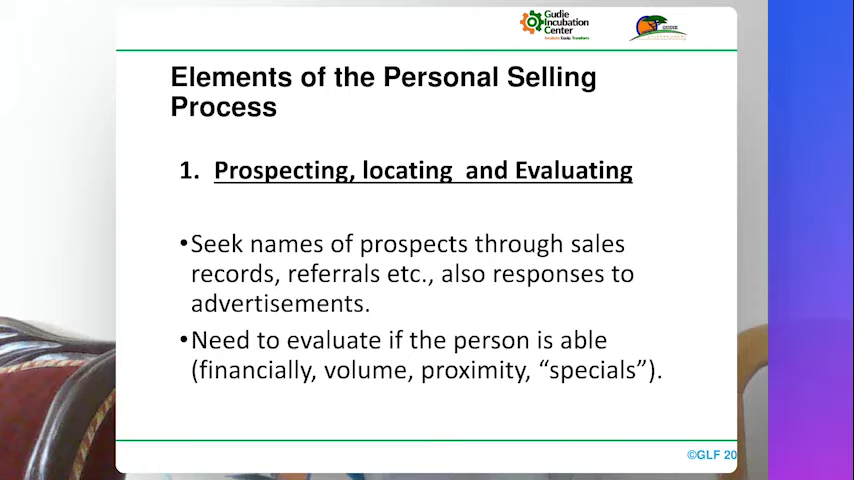 Gudie
Incubation
Center
GUDIE
Elements of the Personal Selling
Process
1. Prospecting, locating and Evaluating
•Seek names of prospects through sales
records, referrals etc., also responses to
advertisements.
•Need to evaluate if the person is able
(financially, volume, proximity, “specials”).
©GLF 20